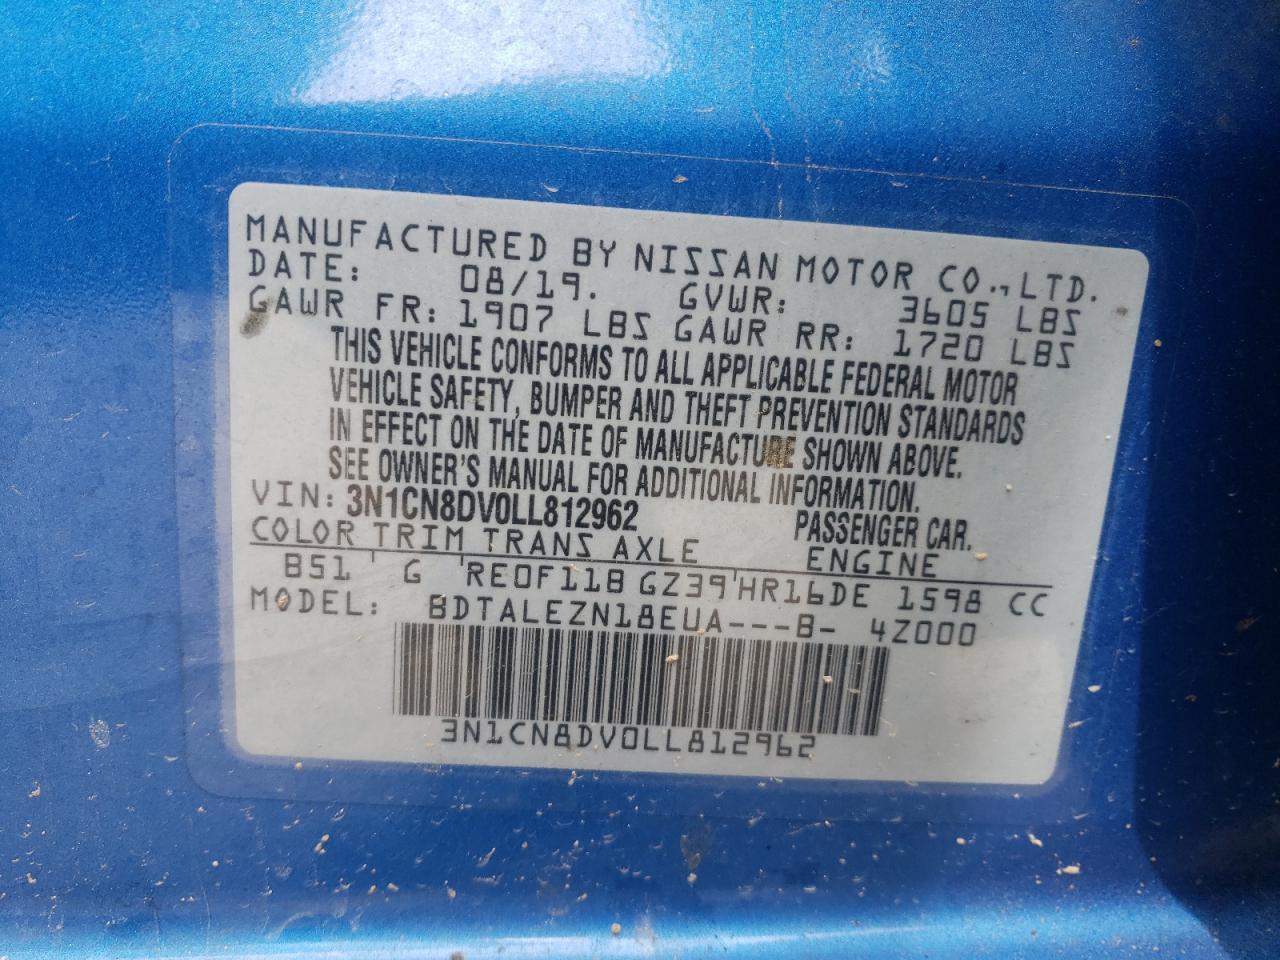 MANUFACTURED BY NISSAN MOTOR CO., LTD.
DATE: 08/19. GVWR: 3605 LBS
GAWR FR: 1907 LBS GAWR RR: 1720 LBS
THIS VEHICLE CONFORMS TO ALL APPLICABLE FEDERAL MOTOR
VEHICLE SAFETY, BUMPER AND THEFT PREVENTION STANDARDS
IN EFFECT ON THE DATE OF MANUFACTURE SHOWN ABOVE.
SEE OWNER'S MANUAL FOR ADDITIONAL INFORMATION.
VIN: 3N1CN8DV0LL812962 PASSENGER CAR.
COLOR TRIM TRANS AXLE ENGINE
B51 ' G 'RE0F11B GZ39'HR16DE 1598 CC
MODEL: BDTALEZN18EUA---B- 4Z000
3N1CN8DV0LL812962